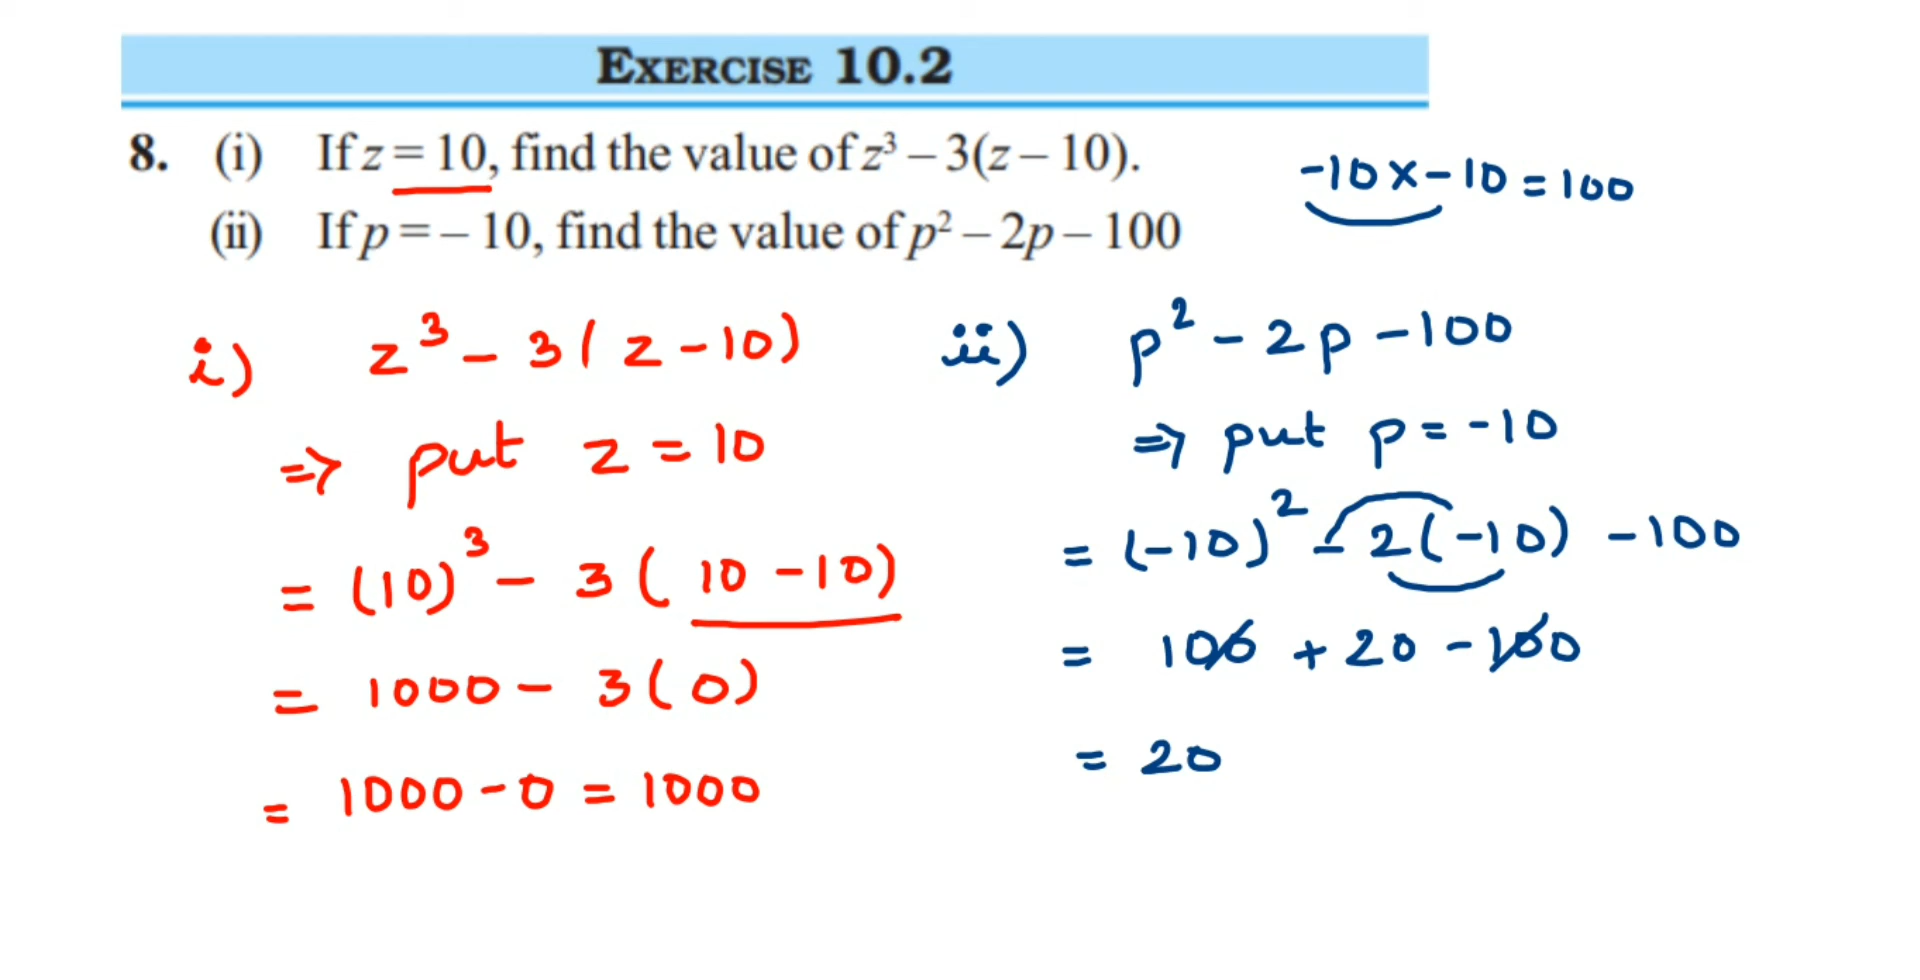 EXERCISE 10.2
8. (i) If z = 10, find the value of z³ – 3(z – 10).
(ii) If p = – 10, find the value of p² – 2p – 100
-10 x -10 = 100
i) z³ - 3(z - 10)
⇒ put z = 10
= (10)³ - 3(10 - 10)
= 1000 - 3(0)
= 1000 - 0 = 1000
ii) p² - 2p - 100
⇒ put p = -10
= (-10)² - 2(-10) - 100
= 100 + 20 - 100
= 20